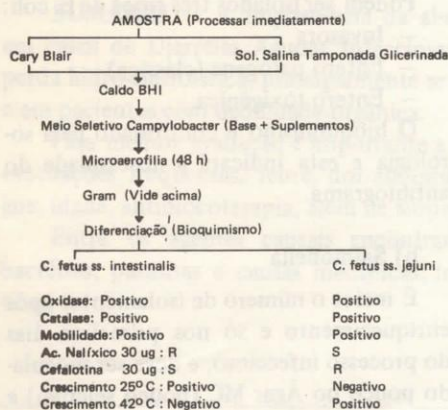 AMOSTRA (Processar imediatamente)
Cary Blair Sol. Salina Tamponada Glicerinada
Caldo BHI
Meio Seletivo Campylobacter (Base + Suplementos)
Microaerofilia (48 h)
Gram (Vide acima)
Diferenciação (Bioquimismo)
C. fetus ss. intestinalis C. fetus ss. Jejuni
Oxidase: Positivo Positivo
Catalase: Positivo Positivo
Mobilidade: Positivo Positivo
Ac. Nalíxico 30 ug : R S
Cefalotina 30 ug : S R
Crescimento 25º C : Positivo Negativo
Crescimento 42º C : Negativo Positivo